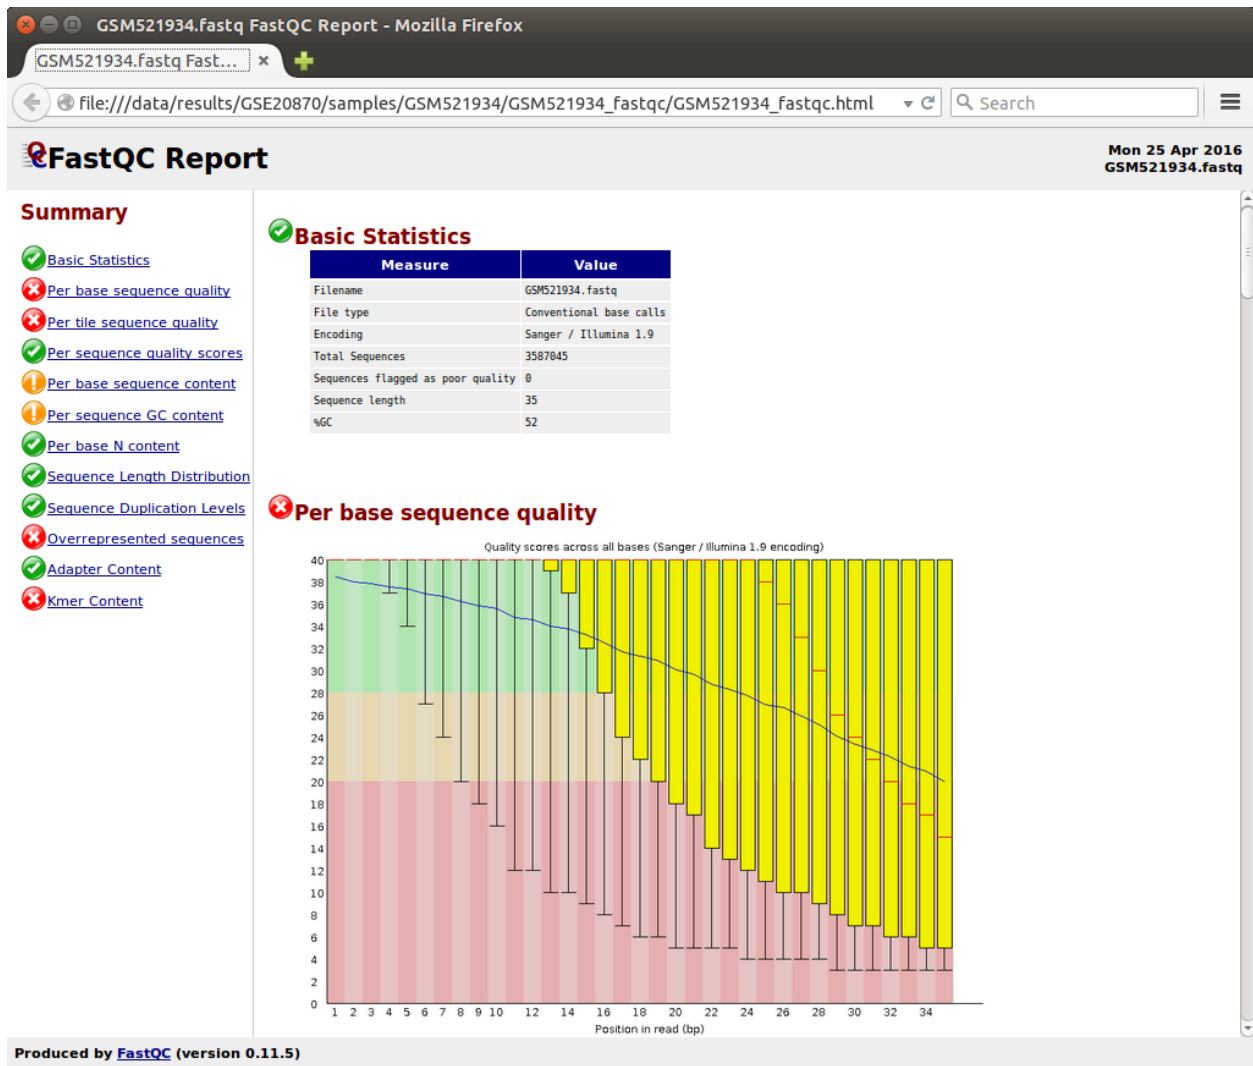 GSM521934.fastq FastQC Report - Mozilla Firefox
GSM521934.fastq Fast...
file:///data/results/GSE20870/samples/GSM521934/GSM521934_fastqc/GSM521934_fastqc.html
Search
FastQC Report
Mon 25 Apr 2016
GSM521934.fastq
Summary
Basic Statistics
Per base sequence quality
Per tile sequence quality
Per sequence quality scores
Per base sequence content
Per sequence GC content
Per base N content
Sequence Length Distribution
Sequence Duplication Levels
Overrepresented sequences
Adapter Content
Kmer Content
Basic Statistics
Measure Value
Filename GSM521934.fastq
File type Conventional base calls
Encoding Sanger / Illumina 1.9
Total Sequences 3587045
Sequences flagged as poor quality 0
Sequence length 35
%GC 52
Per base sequence quality
Quality scores across all bases (Sanger / Illumina 1.9 encoding)
40
38
36
34
32
30
28
26
24
22
20
18
16
14
12
10
8
6
4
2
0
1 2 3 4 5 6 7 8 9 10 12 14 16 18 20 22 24 26 28 30 32 34
Position in read (bp)
Produced by FastQC (version 0.11.5)